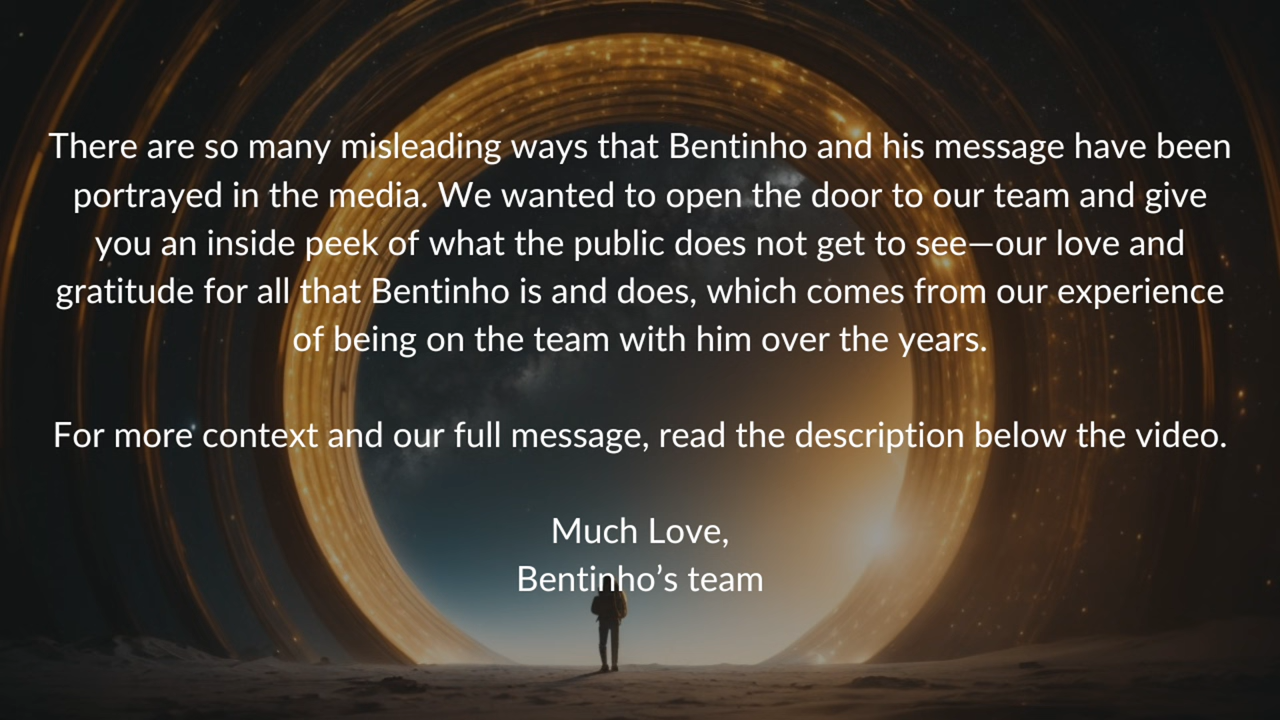 There are so many misleading ways that Bentinho and his message have been
portrayed in the media. We wanted to open the door to our team and give
you an inside peek of what the public does not get to see—our love and
gratitude for all that Bentinho is and does, which comes from our experience
of being on the team with him over the years.
For more context and our full message, read the description below the video.
Much Love,
Bentinho’s team